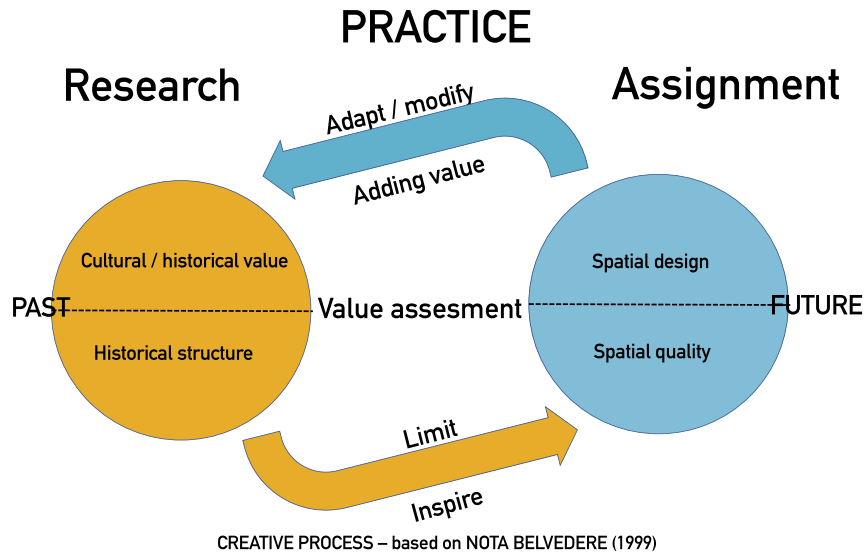 PRACTICE
Research
Assignment
Adapt / modify
Adding value
Cultural / historical value
Spatial design
PAST
Value assesment
FUTURE
Historical structure
Spatial quality
Limit
Inspire
CREATIVE PROCESS – based on NOTA BELVEDERE (1999)